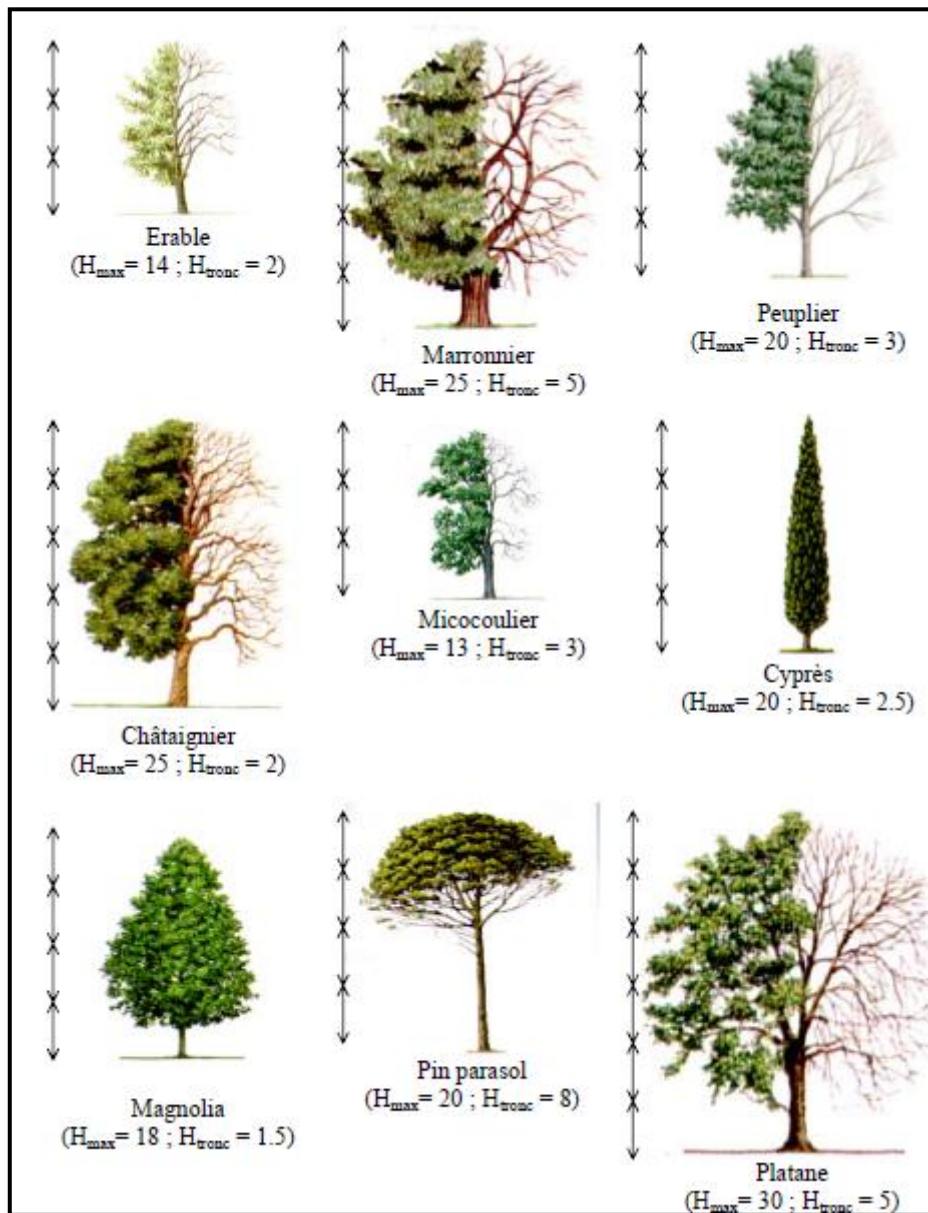 Erable
(Hmax= 14 ; Htronc = 2)
Marronnier
(Hmax= 25 ; Htronc = 5)
Peuplier
(Hmax= 20 ; Htronc = 3)
Châtaignier
(Hmax= 25 ; Htronc = 2)
Micocoulier
(Hmax= 13 ; Htronc = 3)
Cyprès
(Hmax= 20 ; Htronc = 2.5)
Magnolia
(Hmax= 18 ; Htronc = 1.5)
Pin parasol
(Hmax= 20 ; Htronc = 8)
Platane
(Hmax= 30 ; Htronc = 5)